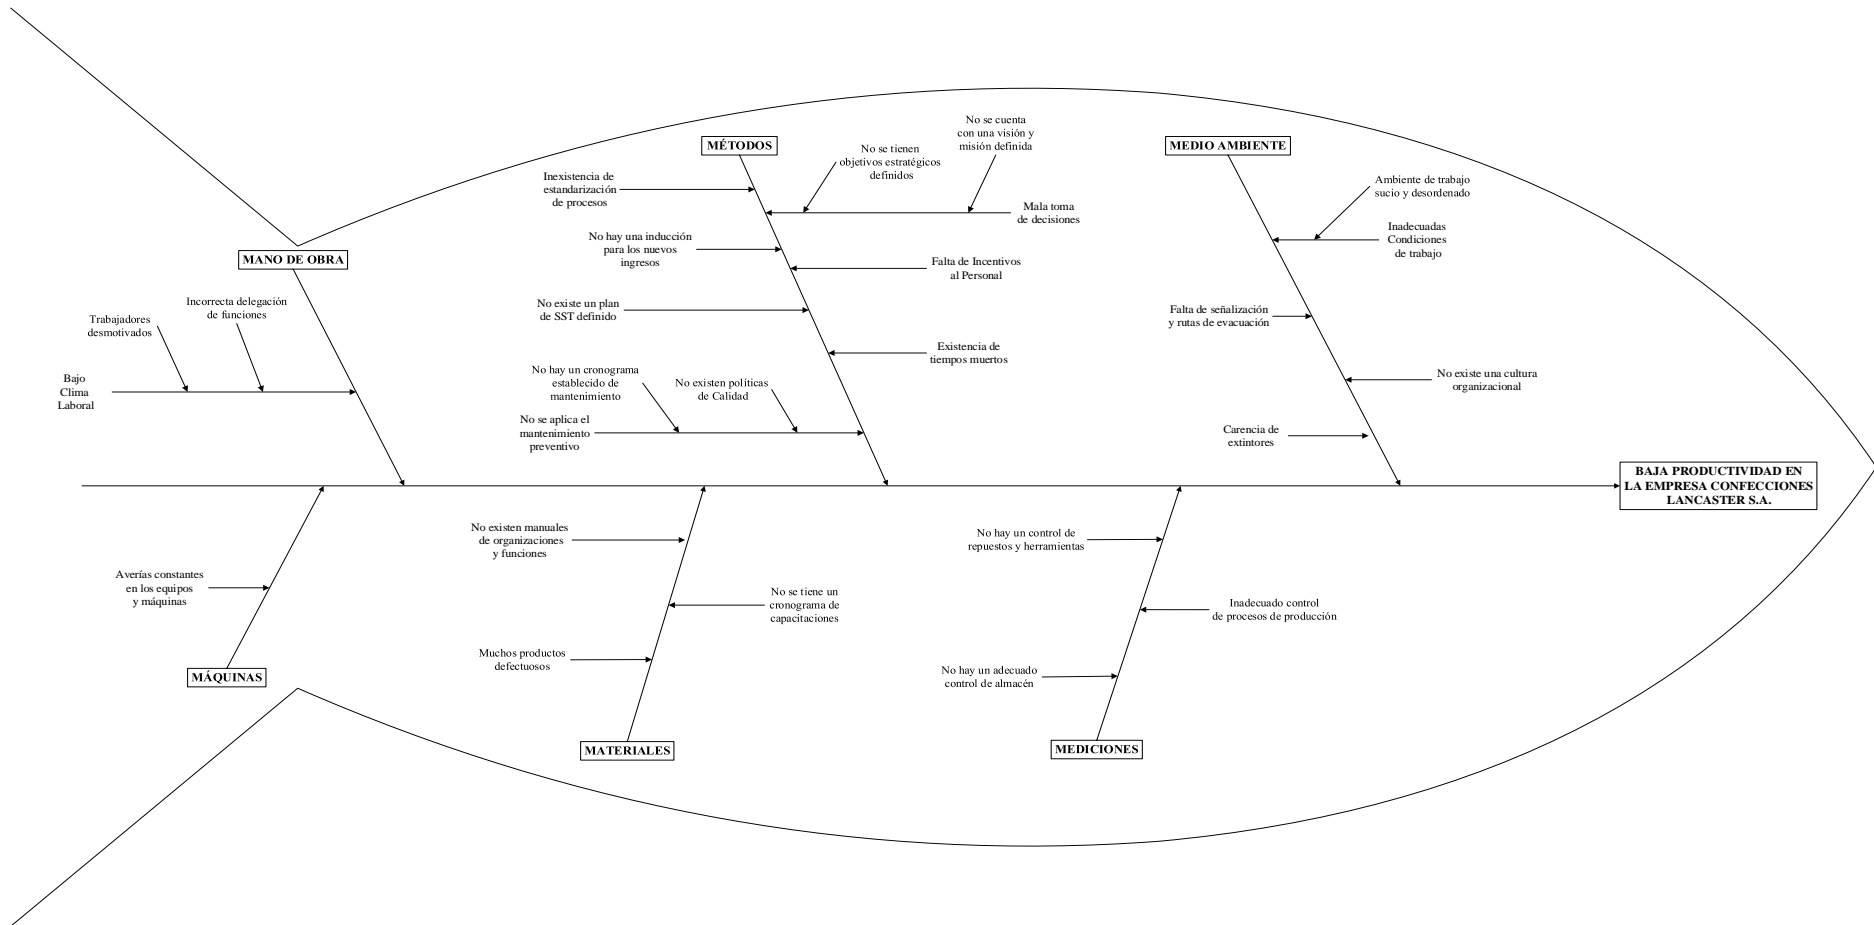 No se cuenta
con una visión y
misión definida
MÉTODOS
MEDIO AMBIENTE
No se tienen
objetivos estratégicos
definidos
Inexistencia de
estandarización
de procesos
Ambiente de trabajo
sucio y desordenado
Mala toma
de decisiones
Inadecuadas
Condiciones
de trabajo
No hay una inducción
para los nuevos
ingresos
MANO DE OBRA
Falta de Incentivos
al Personal
Incorrecta delegación
de funciones
No existe un plan
de SST definido
Falta de señalización
y rutas de evacuación
Trabajadores
desmotivados
Existencia de
tiempos muertos
No hay un cronograma
establecido de
mantenimiento
No existen políticas
de Calidad
No existe una cultura
organizacional
Bajo
Clima
Laboral
No se aplica el
mantenimiento
preventivo
Carencia de
extintores
BAJA PRODUCTIVIDAD EN
LA EMPRESA CONFECCIONES
LANCASTER S.A.
No existen manuales
de organizaciones
y funciones
No hay un control de
repuestos y herramientas
Averías constantes
en los equipos
y máquinas
No se tiene un
cronograma de
capacitaciones
Inadecuado control
de procesos de producción
Muchos productos
defectuosos
No hay un adecuado
control de almacén
MÁQUINAS
MATERIALES
MEDICIONES